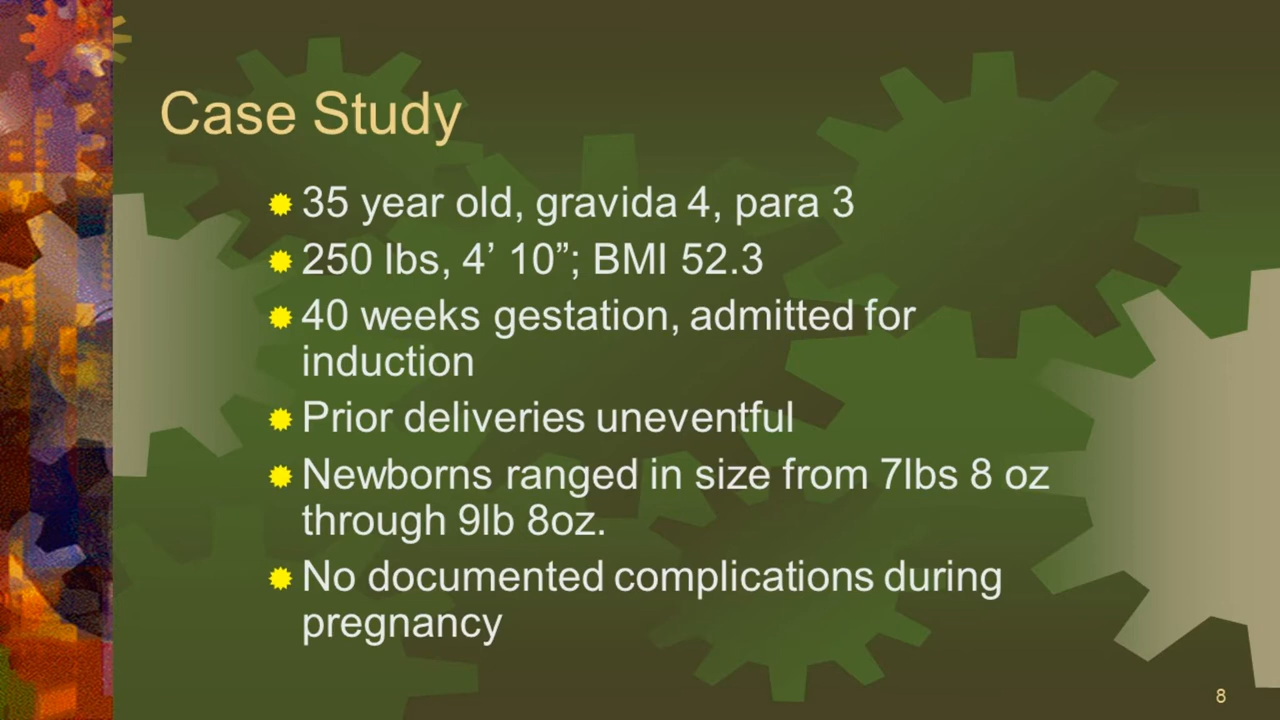 Case Study
35 year old, gravida 4, para 3
250 lbs, 4’ 10”; BMI 52.3
40 weeks gestation, admitted for
induction
Prior deliveries uneventful
Newborns ranged in size from 7lbs 8 oz
through 9lb 8oz.
No documented complications during
pregnancy
8